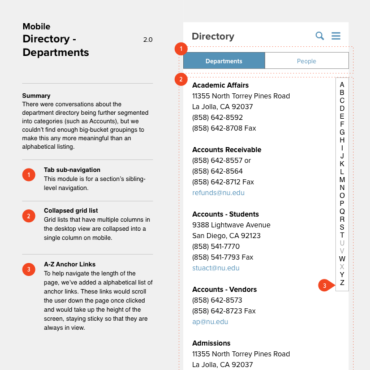 Mobile
Directory -
Departments
2.0
Summary
There were conversations about the
department directory being further segmented
into categories (such as Accounts), but we
couldn't find enough big-bucket groupings to
make this any more meaningful than an
alphabetical listing.
1
Tab sub-navigation
This module is for a section's sibling-
level navigation.
2
Collapsed grid list
Grid lists that have multiple columns in
the desktop view are collapsed into a
single column on mobile.
3
A-Z Anchor Links
To help navigate the length of the
page, we've added a alphabetical list of
anchor links. These links would scroll
the user down the page once clicked
and would take up the height of the
screen, staying sticky so that they are
always in view.
Directory
1
Departments
People
2
Academic Affairs
11355 North Torrey Pines Road
La Jolla, CA 92037
(858) 642-8592
(858) 642-8708 Fax
Accounts Receivable
(858) 642-8557 or
(858) 642-8564
(858) 642-8712 Fax
refunds@nu.edu
Accounts - Students
9388 Lightwave Avenue
San Diego, CA 92123
(858) 541-7770
(858) 541-7793 Fax
stuact@nu.edu
Accounts - Vendors
(858) 642-8573
(858) 642-8723 Fax
ap@nu.edu
Admissions
11355 North Torrey Pines Road
La Jolla, CA 92037
A
B
C
D
E
F
G
H
I
J
K
L
M
N
O
P
Q
R
S
T
U
V
W
X
Y
Z
3